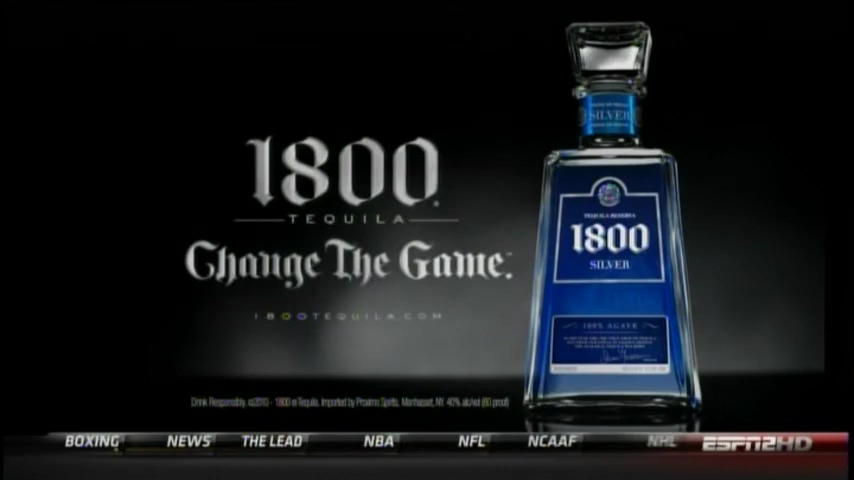 1800
TEQUILA
Change The Game.
1800TEQUILA.COM
Drink Responsibly. ©2010 - 1800 ® Tequila. Imported by Proximo Spirits, Manhasset, NY. 40% alc/vol (80 proof)
SILVER
TEQUILA RESERVA
1800
SILVER
100% AGAVE
BOXING NEWS THE LEAD NBA NFL NCAAF NHL ESPN2HD